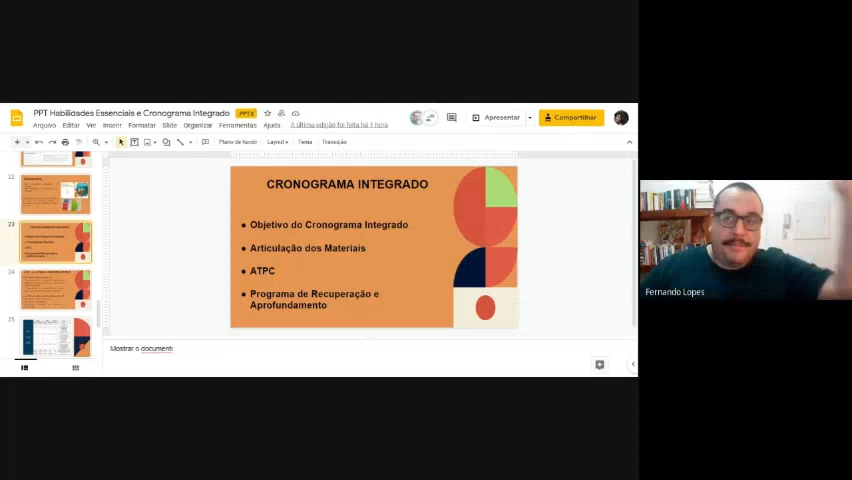 PPT Habilidades Essenciais e Cronograma Integrado .PPTX
Arquivo Editar Ver Inserir Formatar Slide Organizar Ferramentas Ajuda A última edição foi feita há 1 hora
Apresentar
Compartilhar
Plano de fundo Layout Tema Transição
22
23
24
25
CRONOGRAMA INTEGRADO
● Objetivo do Cronograma Integrado
● Articulação dos Materiais
● ATPC
● Programa de Recuperação e
Aprofundamento
Mostrar o documenti
Fernando Lopes